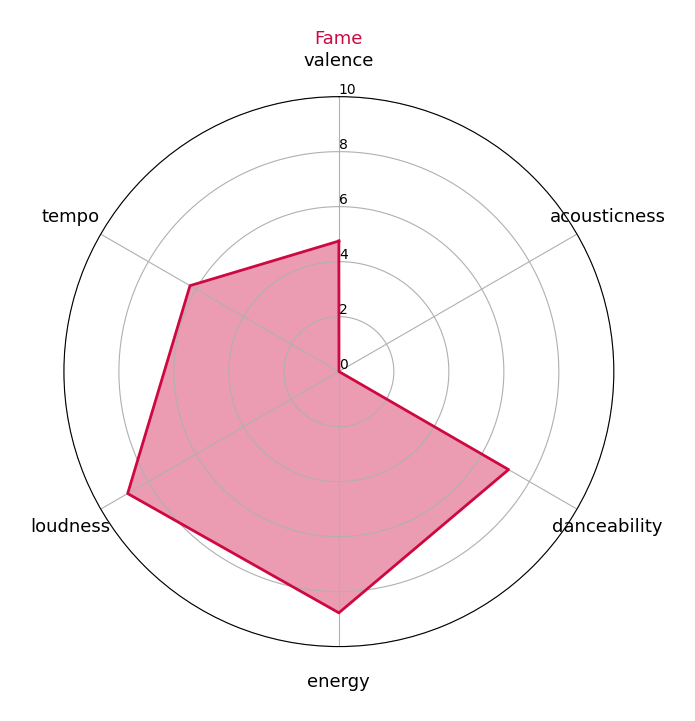 Fame
valence
10
8
6
4
2
0
tempo
acousticness
loudness
danceability
energy